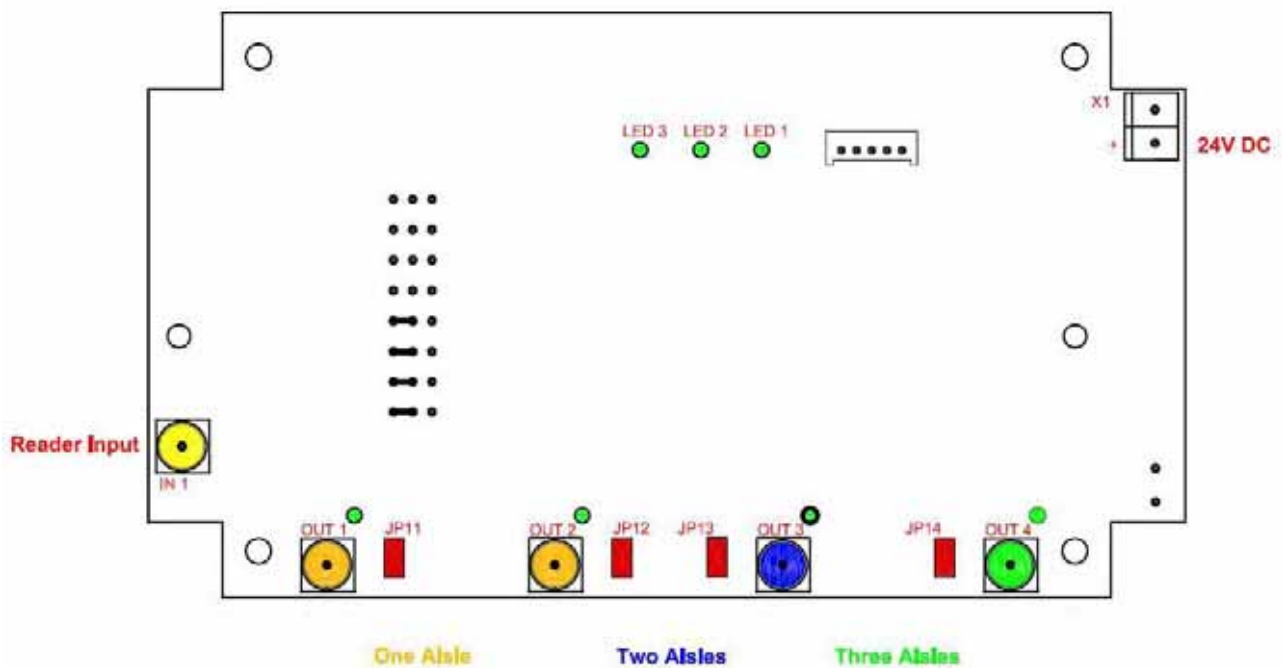 X1
LED 3 LED 2 LED 1
+ 24V DC
Reader Input
IN 1
OUT 1 JP11 OUT 2 JP12 JP13 OUT 3 JP14 OUT 4
One Aisle Two Aisles Three Aisles